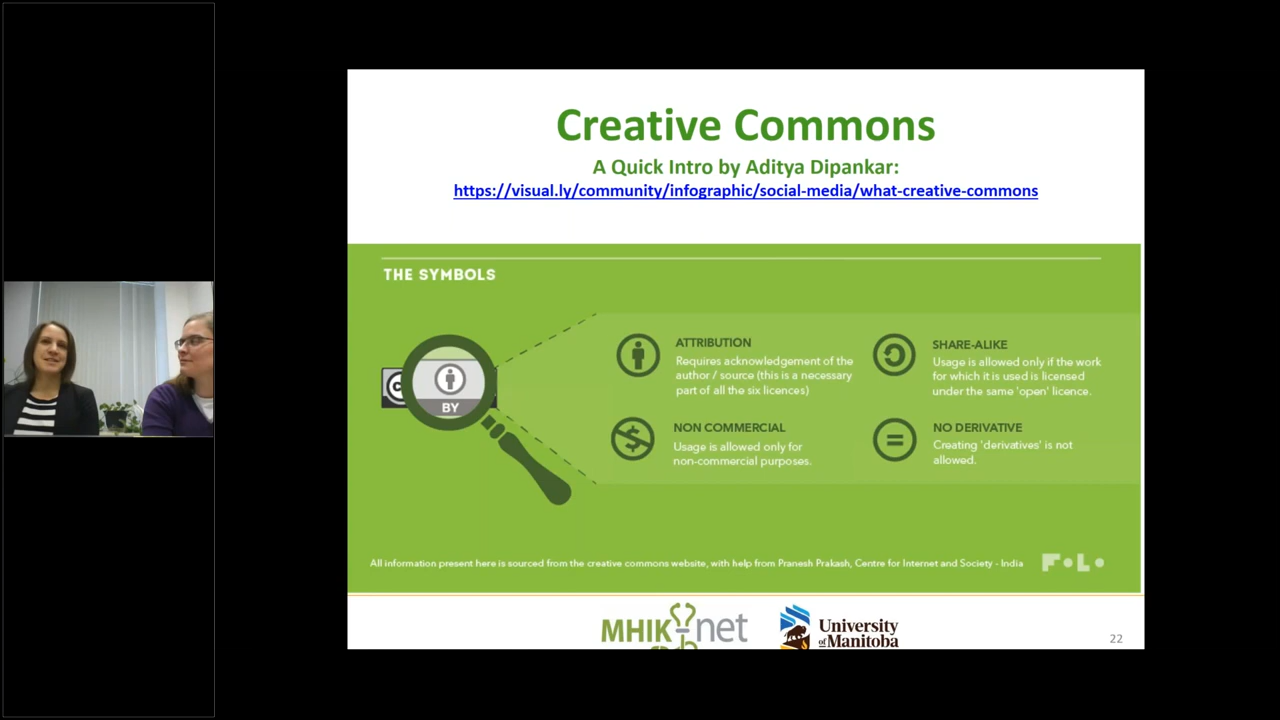 Creative Commons
A Quick Intro by Aditya Dipankar:
https://visual.ly/community/infographic/social-media/what-creative-commons
THE SYMBOLS
BY
ATTRIBUTION
Requires acknowledgement of the
author / source (this is a necessary
part of all the six licences)
SHARE-ALIKE
Usage is allowed only if the work
for which it is used is licensed
under the same 'open' licence.
NON COMMERCIAL
Usage is allowed only for
non-commercial purposes.
NO DERIVATIVE
Creating 'derivatives' is not
allowed.
All information present here is sourced from the creative commons website, with help from Pranesh Prakash, Centre for Internet and Society - India
FOLO
MHIK-net
University
of Manitoba
22